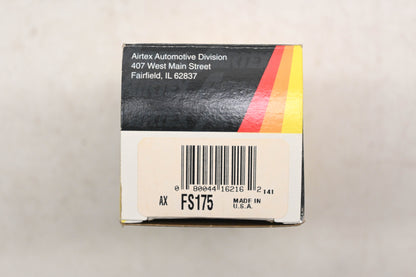 Airtex Automotive Division
407 West Main Street
Fairfield, IL 62837
0 80044 16216 2 141
AX FS175 MADE IN
U.S.A.